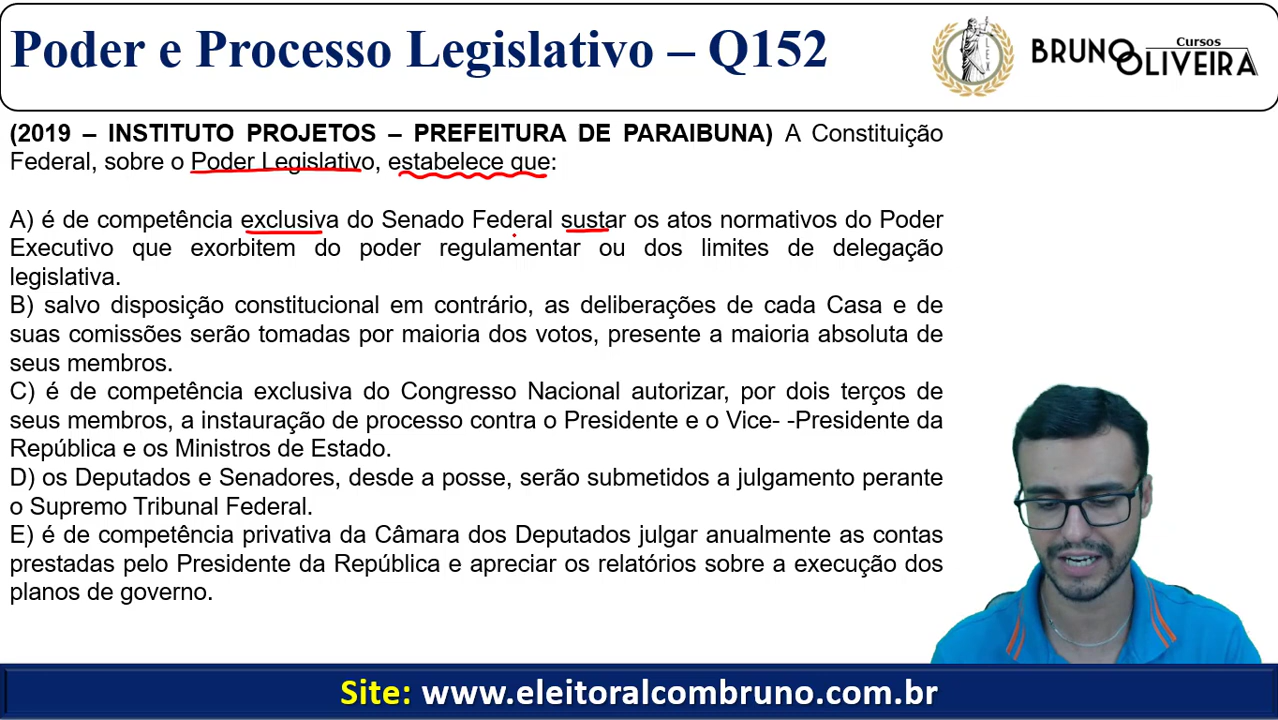 Poder e Processo Legislativo – Q152
Cursos
BRUNO
OLIVEIRA
LEX
(2019 – INSTITUTO PROJETOS – PREFEITURA DE PARAIBUNA) A Constituição
Federal, sobre o Poder Legislativo, estabelece que:
A) é de competência exclusiva do Senado Federal sustar os atos normativos do Poder
Executivo que exorbitem do poder regulamentar ou dos limites de delegação
legislativa.
B) salvo disposição constitucional em contrário, as deliberações de cada Casa e de
suas comissões serão tomadas por maioria dos votos, presente a maioria absoluta de
seus membros.
C) é de competência exclusiva do Congresso Nacional autorizar, por dois terços de
seus membros, a instauração de processo contra o Presidente e o Vice- -Presidente da
República e os Ministros de Estado.
D) os Deputados e Senadores, desde a posse, serão submetidos a julgamento perante
o Supremo Tribunal Federal.
E) é de competência privativa da Câmara dos Deputados julgar anualmente as contas
prestadas pelo Presidente da República e apreciar os relatórios sobre a execução dos
planos de governo.
Site: www.eleitoralcombruno.com.br